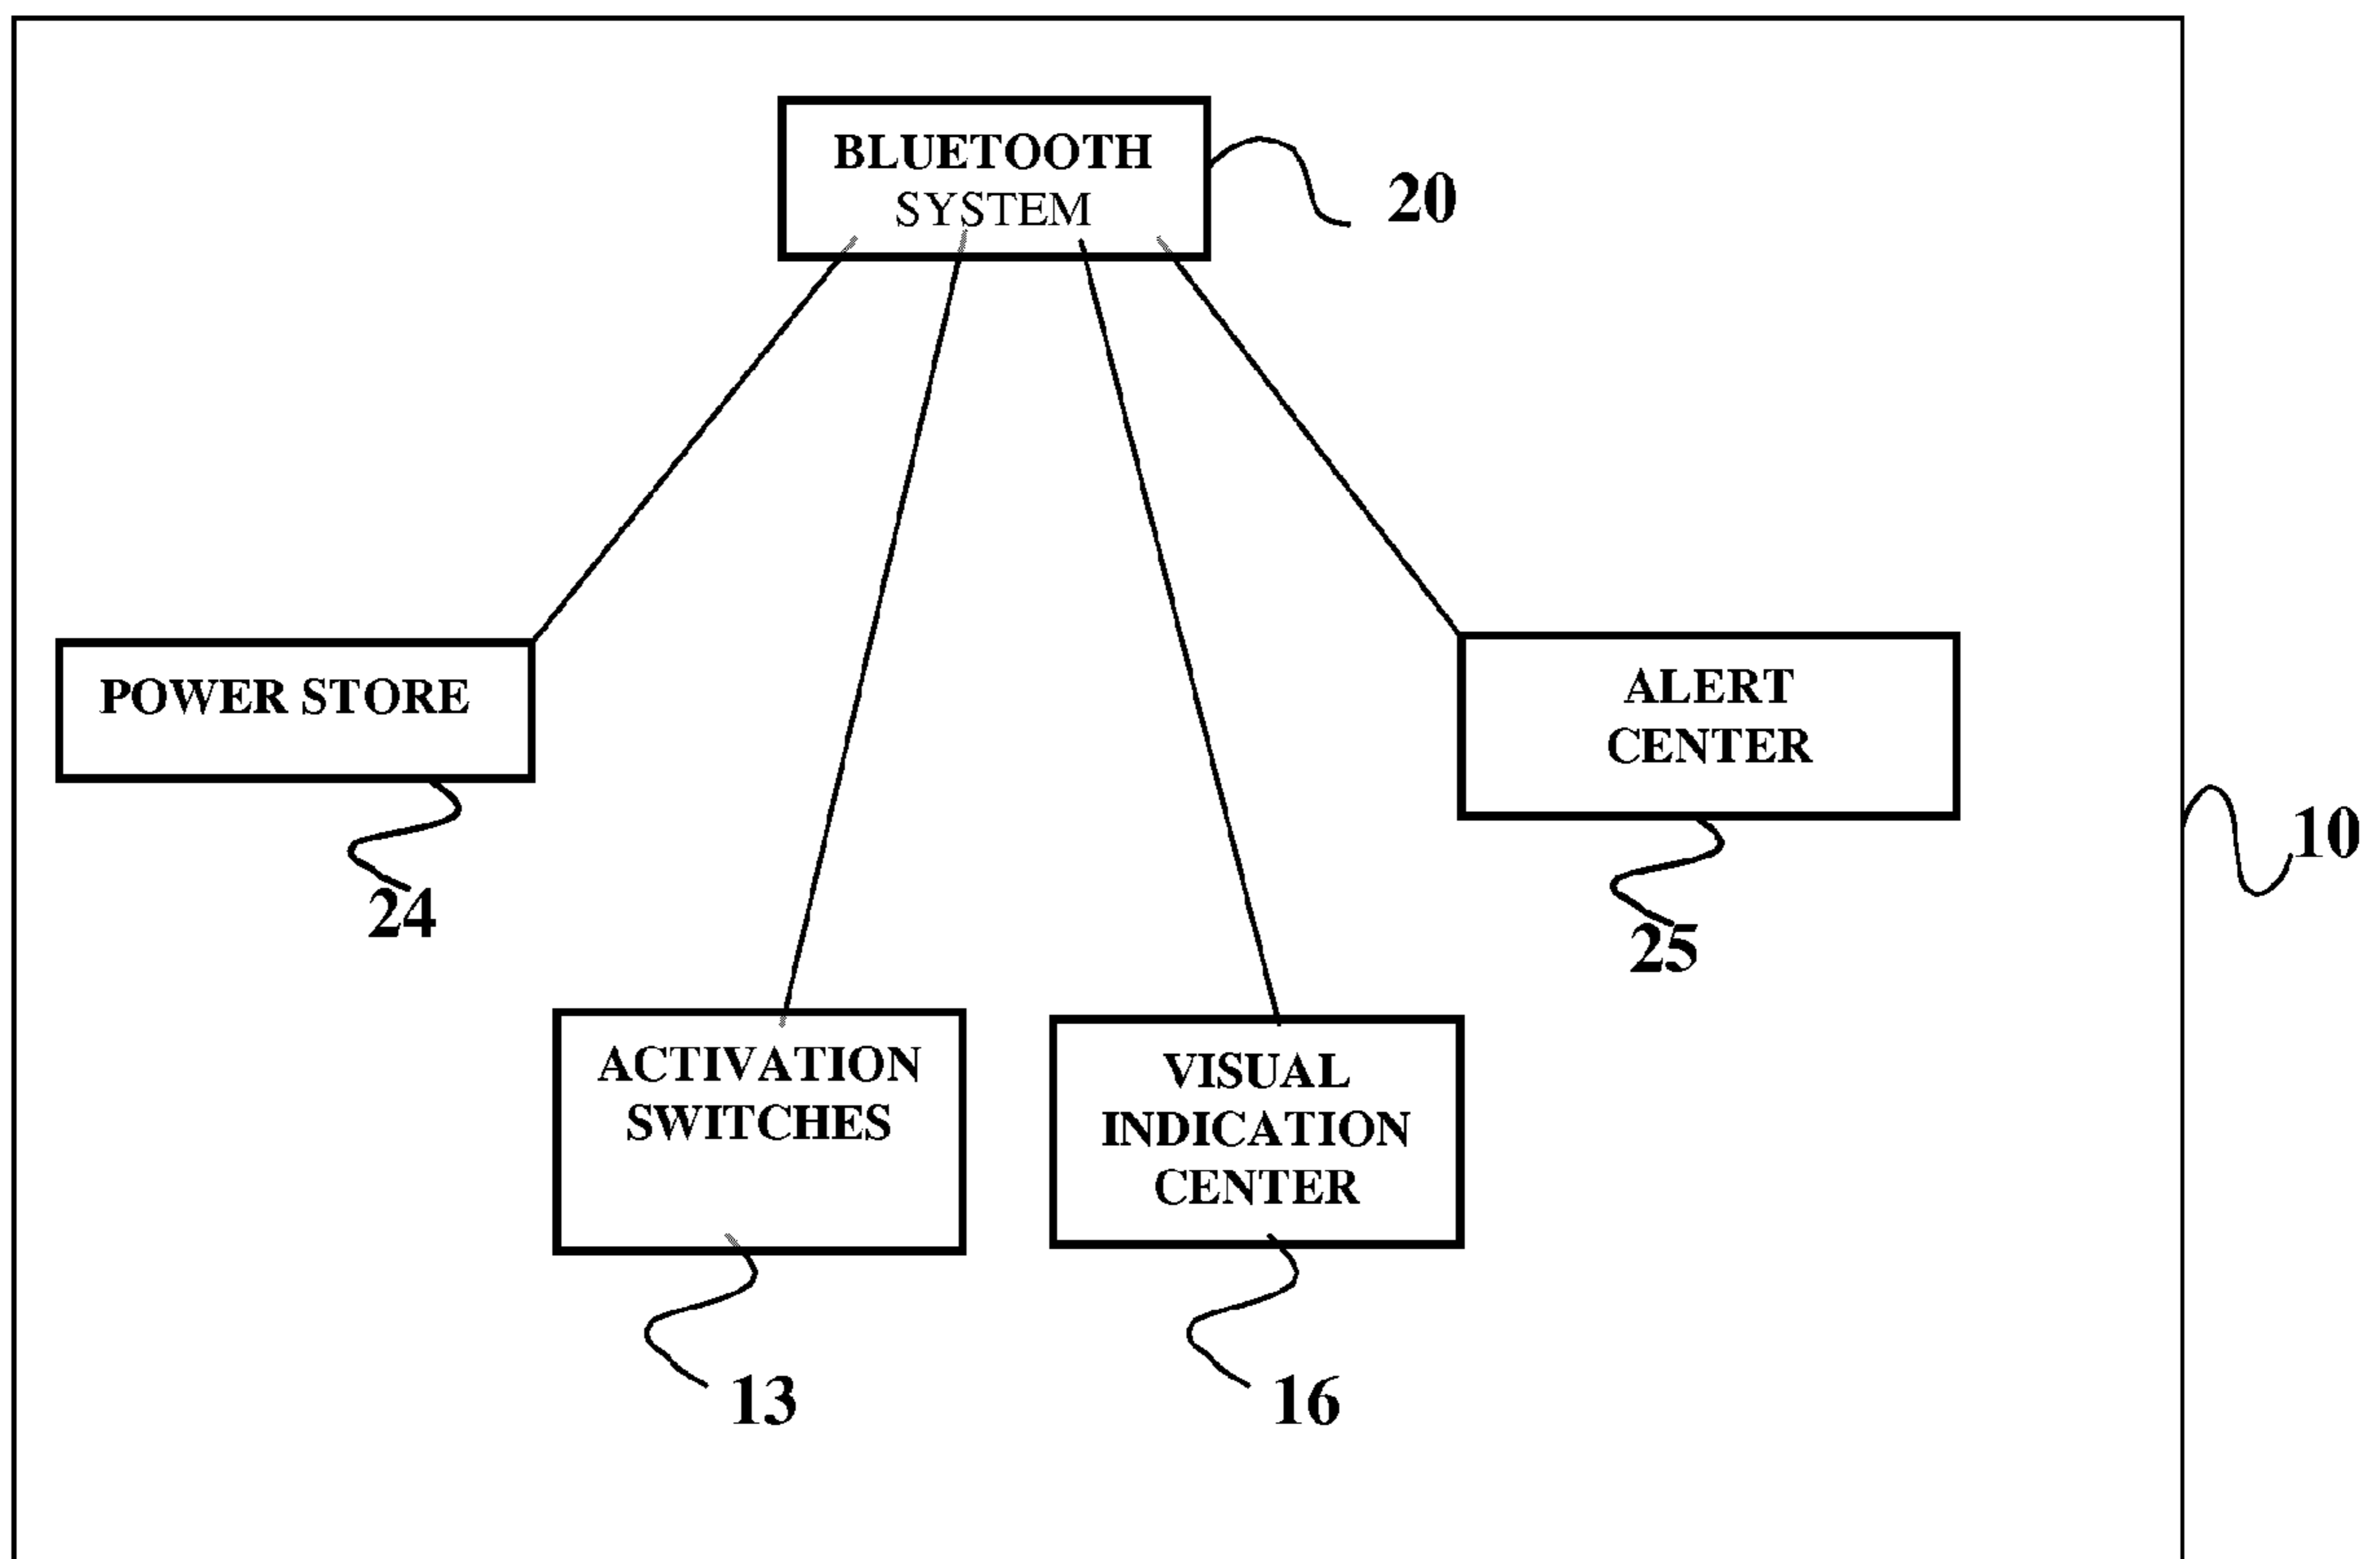 BLUETOOTH
SYSTEM
20
POWER STORE
24
ALERT
CENTER
25
10
ACTIVATION
SWITCHES
13
VISUAL
INDICATION
CENTER
16